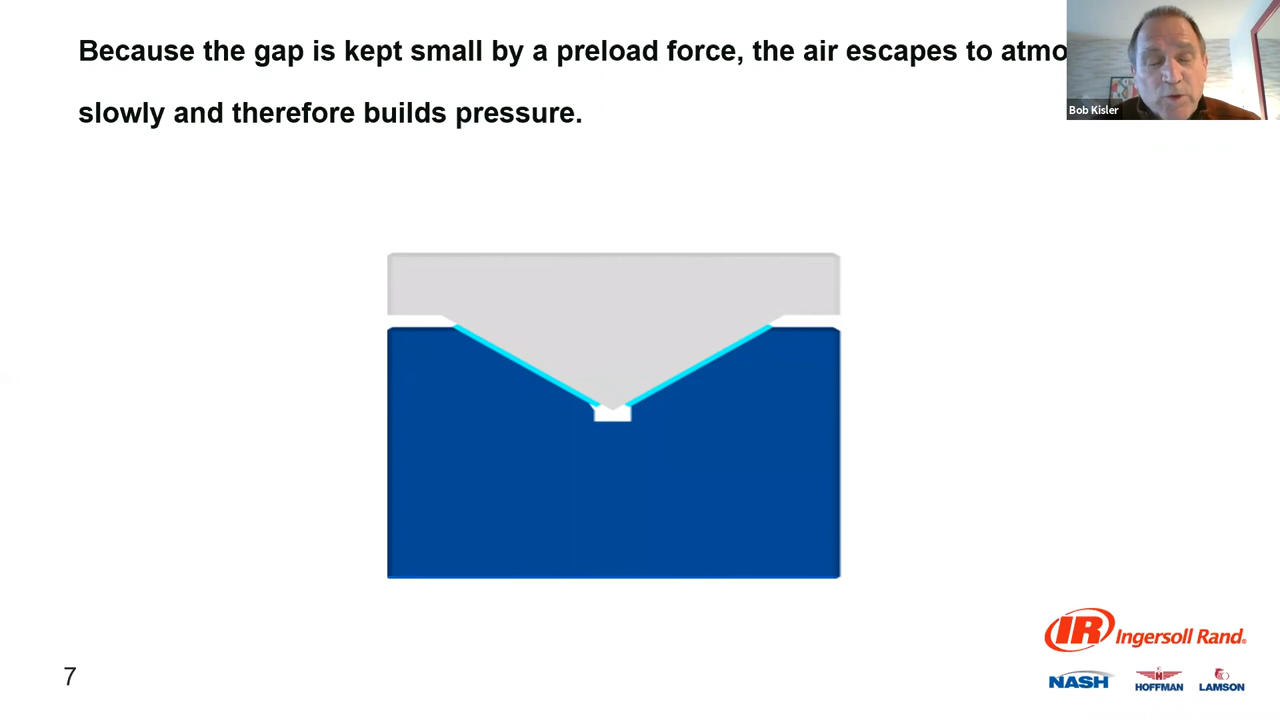 Because the gap is kept small by a preload force, the air escapes to
slowly and therefore builds pressure.
Bob Kisler
IR Ingersoll Rand®
NASH
HOFFMAN
LAMSON
7